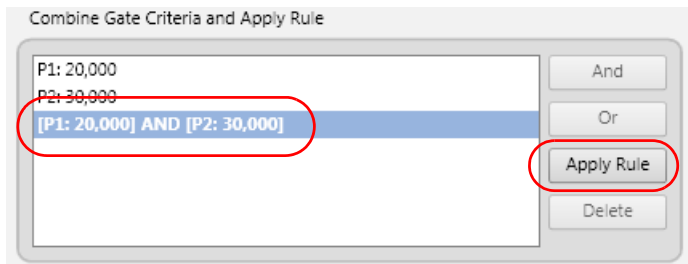 Combine Gate Criteria and Apply Rule
P1: 20,000
P2: 30,000
[P1: 20,000] AND [P2: 30,000]
And
Or
Apply Rule
Delete